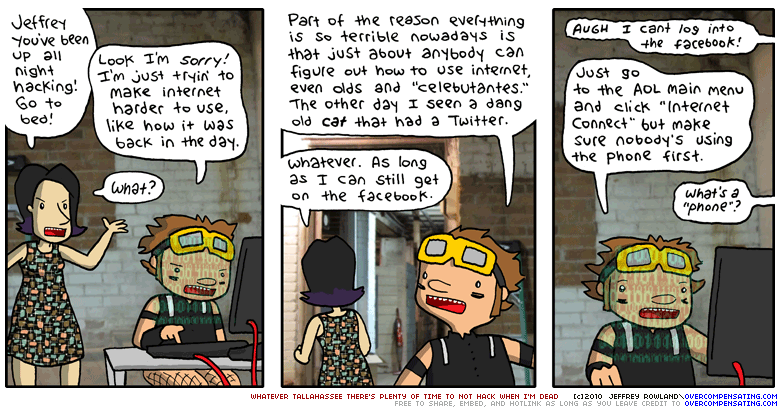 Jeffrey
you've been
up all
night
hacking!
Go to
bed!
Look I'm sorry!
I'm just tryin' to
make internet
harder to use,
like how it was
back in the day.
What?
Part of the reason everything
is so terrible nowadays is
that just about anybody can
figure out how to use internet,
even olds and "celebutantes."
The other day I seen a dang
old cat that had a Twitter.
Whatever. As long
as I can still get
on the facebook.
AUGH I cant log into
the facebook!
Just go
to the AOL main menu
and click "Internet
Connect" but make
sure nobody's using
the phone first.
What's a
"phone"?
WHATEVER TALLAHASSEE THERE'S PLENTY OF TIME TO NOT HACK WHEN I'M DEAD (c)2010 JEFFREY ROWLAND\OVERCOMPENSATING.COM
FREE TO SHARE, EMBED, AND HOTLINK AS LONG AS YOU LEAVE CREDIT TO OVERCOMPENSATING.COM